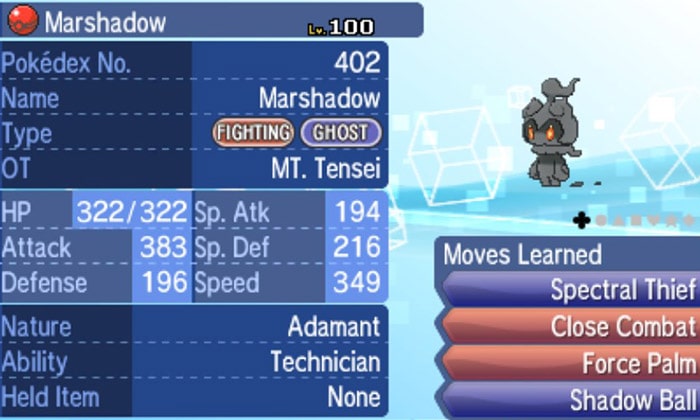 Marshadow Lv.100
Pokédex No. 402
Name Marshadow
Type FIGHTING GHOST
OT MT. Tensei
HP 322/322 Sp. Atk 194
Attack 383 Sp. Def 216
Defense 196 Speed 349
Nature Adamant
Ability Technician
Held Item None
Moves Learned
Spectral Thief
Close Combat
Force Palm
Shadow Ball